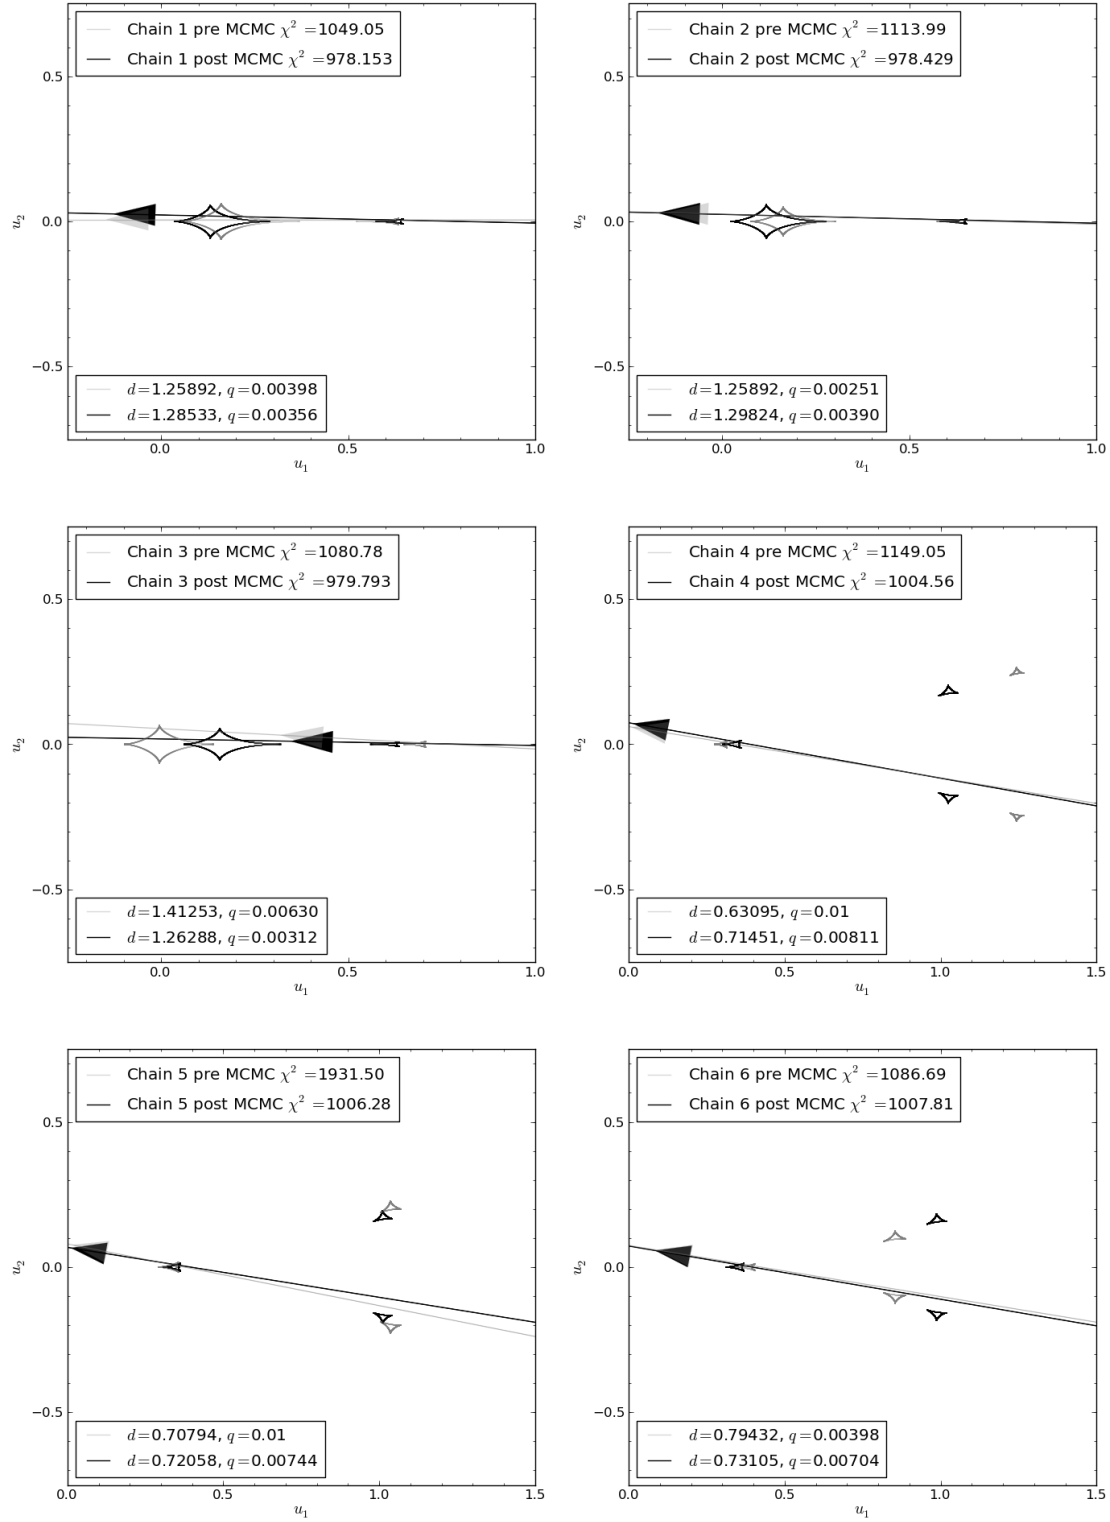 Chain 1 pre MCMC χ² =1049.05
Chain 1 post MCMC χ² =978.153
0.5
0.0
−0.5
u₂
d=1.25892, q=0.00398
d=1.28533, q=0.00356
0.0 0.5 1.0
u₁
Chain 2 pre MCMC χ² =1113.99
Chain 2 post MCMC χ² =978.429
0.5
0.0
−0.5
u₂
d=1.25892, q=0.00251
d=1.29824, q=0.00390
0.0 0.5 1.0
u₁
Chain 3 pre MCMC χ² =1080.78
Chain 3 post MCMC χ² =979.793
0.5
0.0
−0.5
u₂
d=1.41253, q=0.00630
d=1.26288, q=0.00312
0.0 0.5 1.0
u₁
Chain 4 pre MCMC χ² =1149.05
Chain 4 post MCMC χ² =1004.56
0.5
0.0
−0.5
u₂
d=0.63095, q=0.01
d=0.71451, q=0.00811
0.0 0.5 1.0 1.5
u₁
Chain 5 pre MCMC χ² =1931.50
Chain 5 post MCMC χ² =1006.28
0.5
0.0
−0.5
u₂
d=0.70794, q=0.01
d=0.72058, q=0.00744
0.0 0.5 1.0 1.5
u₁
Chain 6 pre MCMC χ² =1086.69
Chain 6 post MCMC χ² =1007.81
0.5
0.0
−0.5
u₂
d=0.79432, q=0.00398
d=0.73105, q=0.00704
0.0 0.5 1.0 1.5
u₁